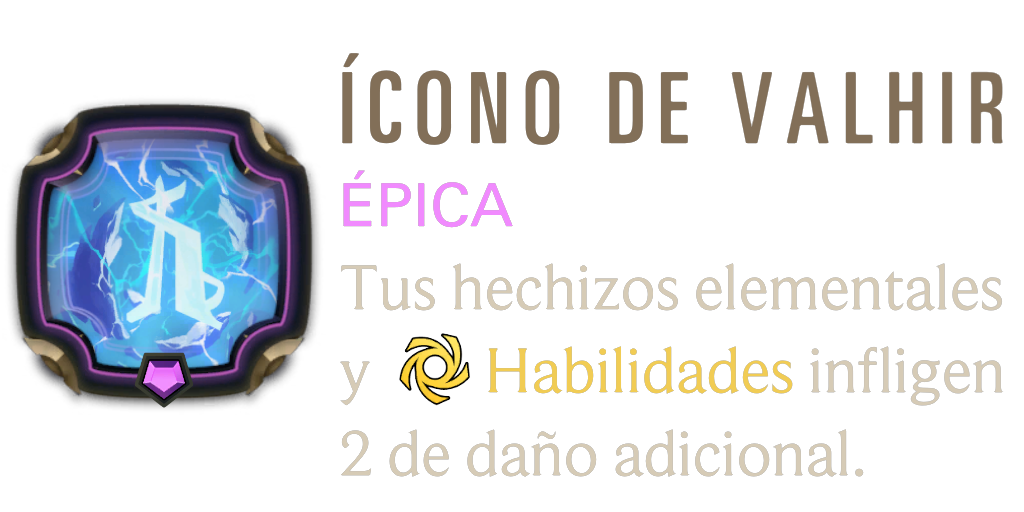 ÍCONO DE VALHIR
ÉPICA
Tus hechizos elementales
y Habilidades infligen
2 de daño adicional.